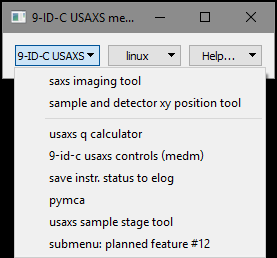 9-ID-C USAXS me...
9-ID-C USAXS linux Help...
saxs imaging tool
sample and detector xy position tool
usaxs q calculator
9-id-c usaxs controls (medm)
save instr. status to elog
pymca
usaxs sample stage tool
submenu: planned feature #12